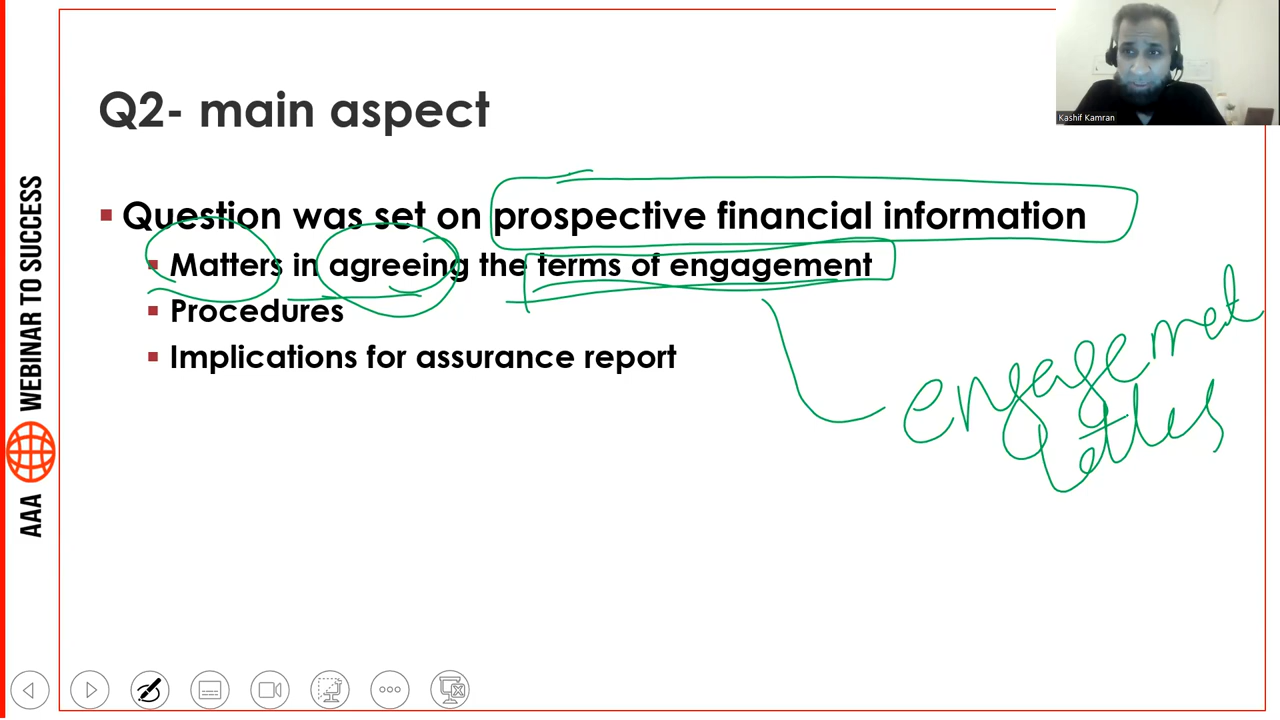 Q2- main aspect
Kashif Kamran
▪ Question was set on prospective financial information
▪ Matters in agreeing the terms of engagement
▪ Procedures
▪ Implications for assurance report
engagement
letter
AAA WEBINAR TO SUCCESS